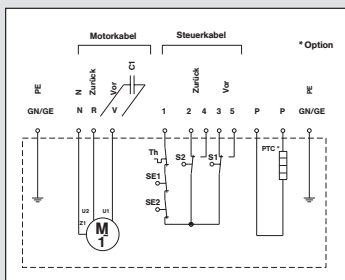 Motorkabel
Steuerkabel
* Option
PE
N
Zurück
Vor
C1
Zurück
Vor
PE
GN/GE
N
R
V
1
2
4
3
5
P
P
GN/GE
Th
S2
S1
PTC *
SE1
SE2
U2
U1
Z1
M
1